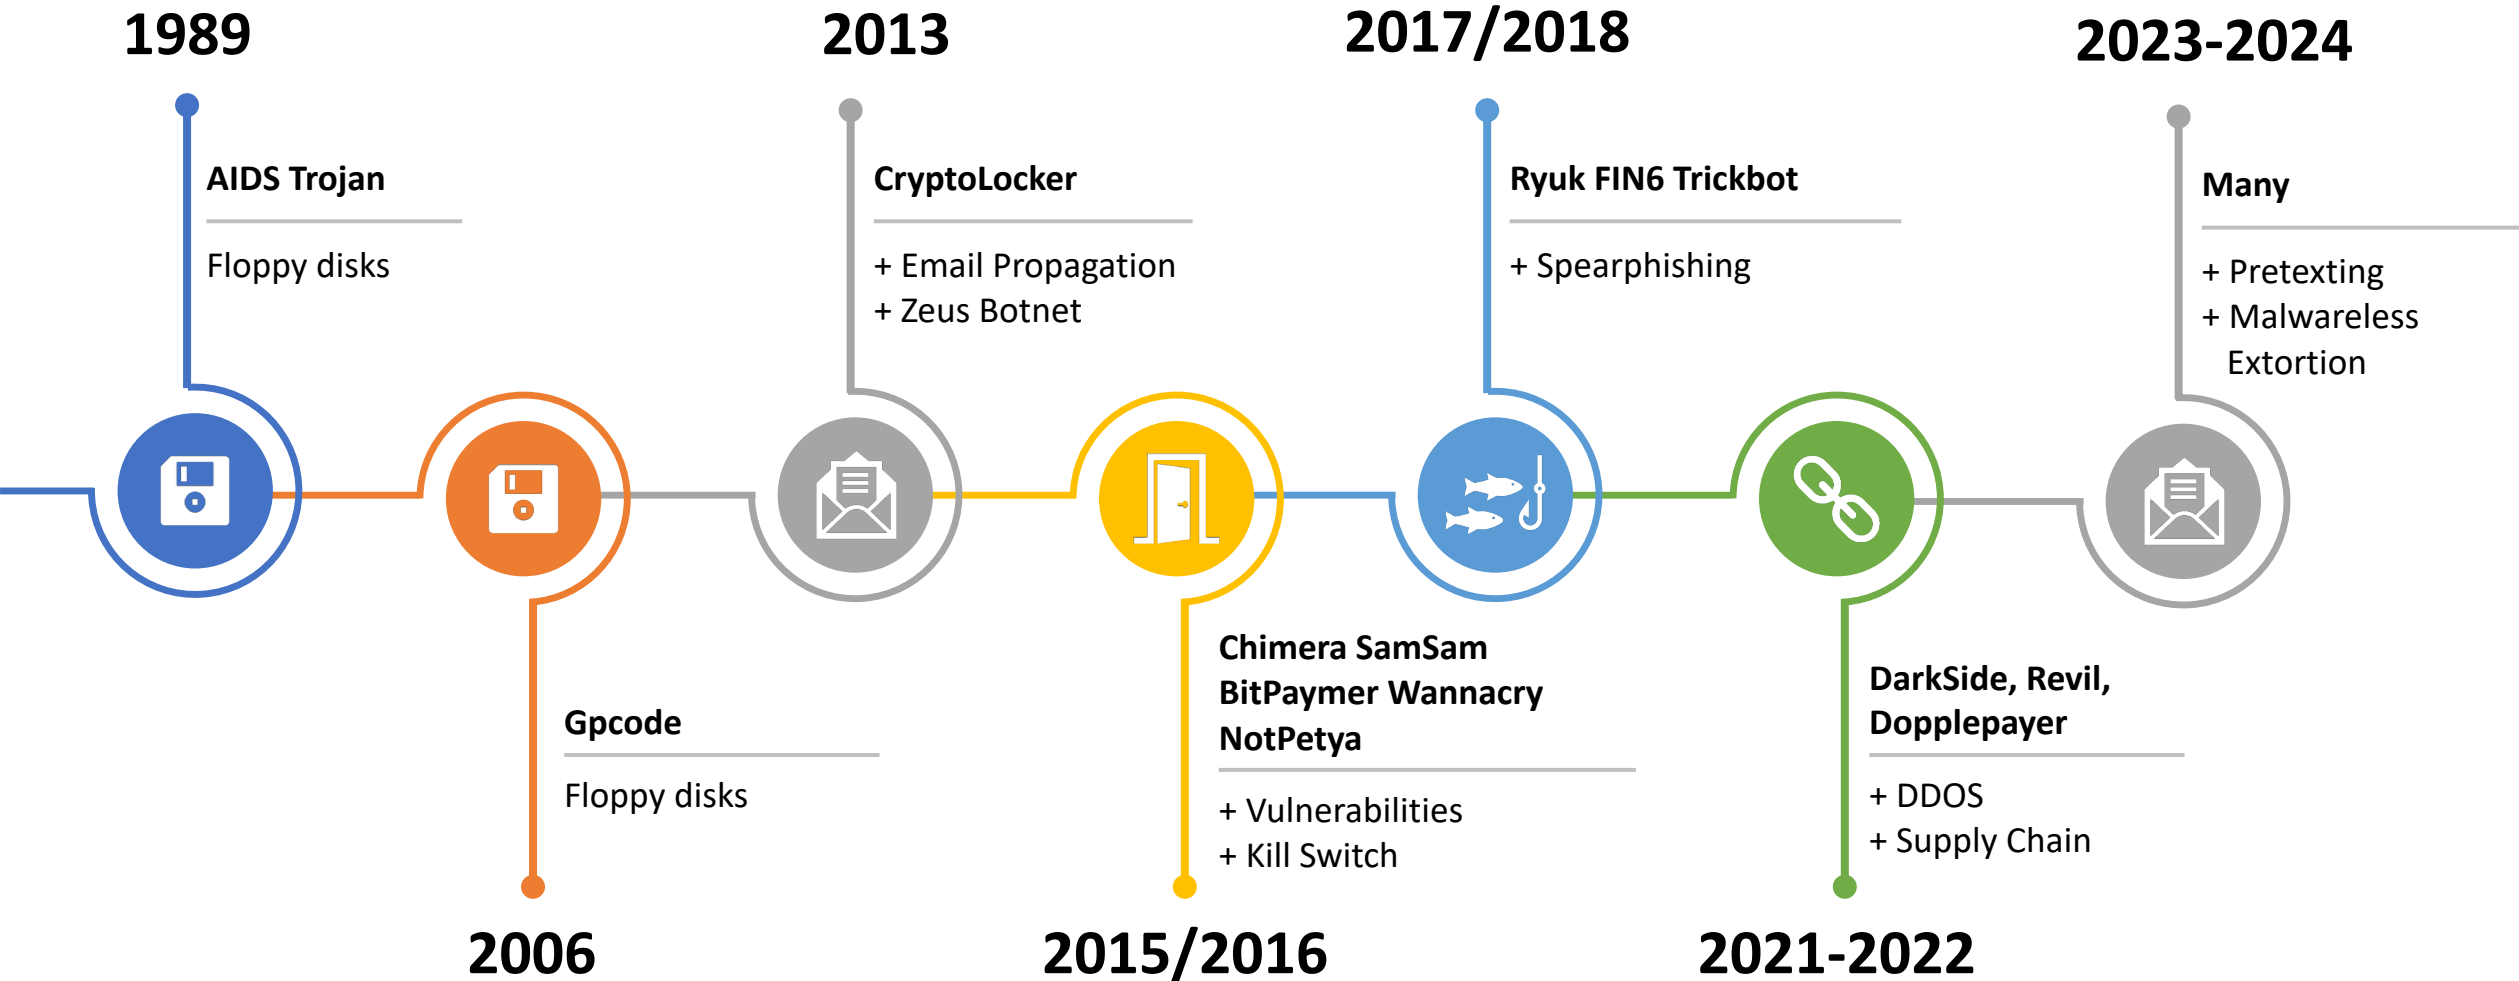 1989
AIDS Trojan
Floppy disks
2006
Gpcode
Floppy disks
2013
CryptoLocker
+ Email Propagation
+ Zeus Botnet
2015/2016
Chimera SamSam
BitPaymer Wannacry
NotPetya
+ Vulnerabilities
+ Kill Switch
2017/2018
Ryuk FIN6 Trickbot
+ Spearphishing
2021-2022
DarkSide, Revil,
Dopplepayer
+ DDOS
+ Supply Chain
2023-2024
Many
+ Pretexting
+ Malwareless
Extortion